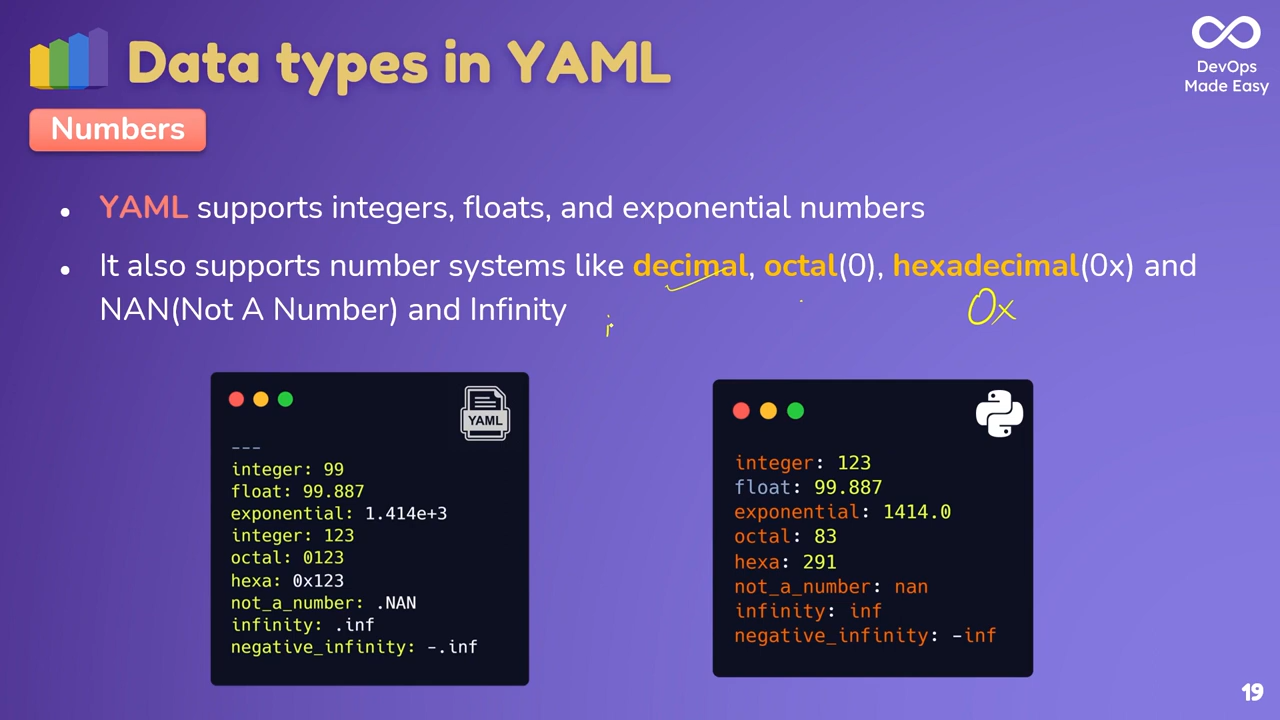 Data types in YAML
DevOps
Made Easy
Numbers
• YAML supports integers, floats, and exponential numbers
• It also supports number systems like decimal, octal(0), hexadecimal(0x) and
NAN(Not A Number) and Infinity
0x
YAML
---
integer: 99
float: 99.887
exponential: 1.414e+3
integer: 123
octal: 0123
hexa: 0x123
not_a_number: .NAN
infinity: .inf
negative_infinity: -.inf
integer: 123
float: 99.887
exponential: 1414.0
octal: 83
hexa: 291
not_a_number: nan
infinity: inf
negative_infinity: -inf
19